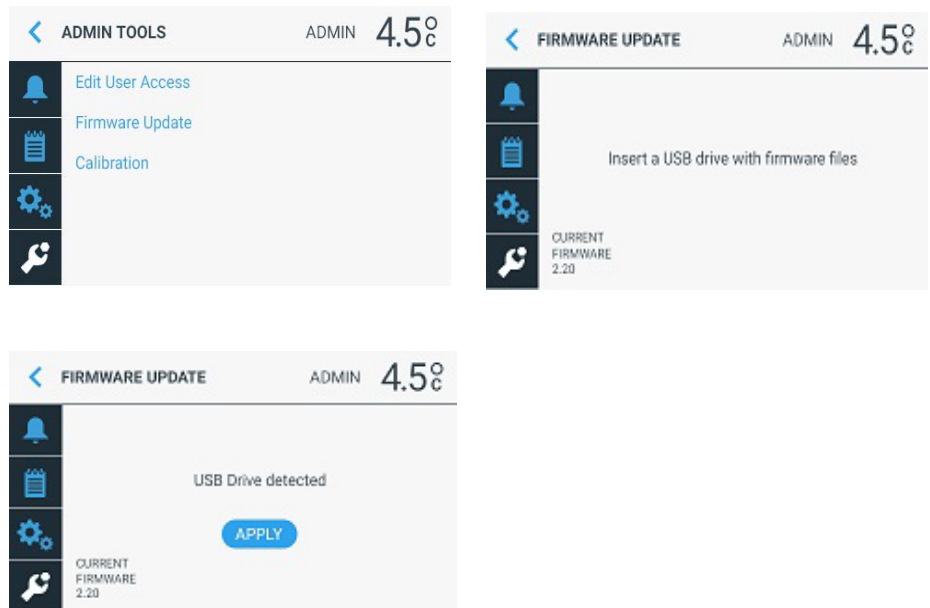 ADMIN TOOLS ADMIN 4.5°C
Edit User Access
Firmware Update
Calibration
FIRMWARE UPDATE ADMIN 4.5°C
Insert a USB drive with firmware files
CURRENT
FIRMWARE
2.20
FIRMWARE UPDATE ADMIN 4.5°C
USB Drive detected
APPLY
CURRENT
FIRMWARE
2.20